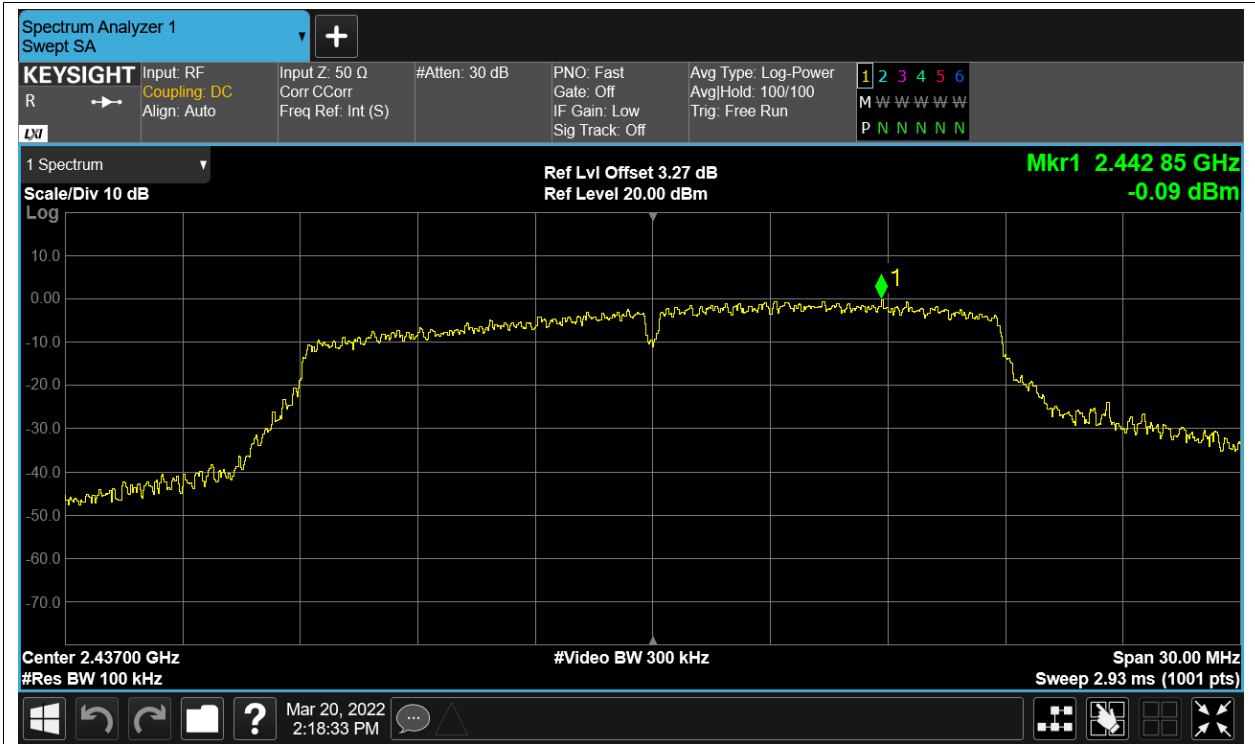 Spectrum Analyzer 1
Swept SA
KEYSIGHT
R
LXI
Input: RF
Coupling: DC
Align: Auto
Input Z: 50 Ω
Corr CCorr
Freq Ref: Int (S)
#Atten: 30 dB
PNO: Fast
Gate: Off
IF Gain: Low
Sig Track: Off
Avg Type: Log-Power
Avg|Hold: 100/100
Trig: Free Run
1 2 3 4 5 6
M W W W W W
P N N N N N
1 Spectrum
Scale/Div 10 dB
Log
Ref Lvl Offset 3.27 dB
Ref Level 20.00 dBm
Mkr1 2.442 85 GHz
-0.09 dBm
10.0
0.00
-10.0
-20.0
-30.0
-40.0
-50.0
-60.0
-70.0
1
Center 2.43700 GHz
#Res BW 100 kHz
#Video BW 300 kHz
Span 30.00 MHz
Sweep 2.93 ms (1001 pts)
?
Mar 20, 2022
2:18:33 PM